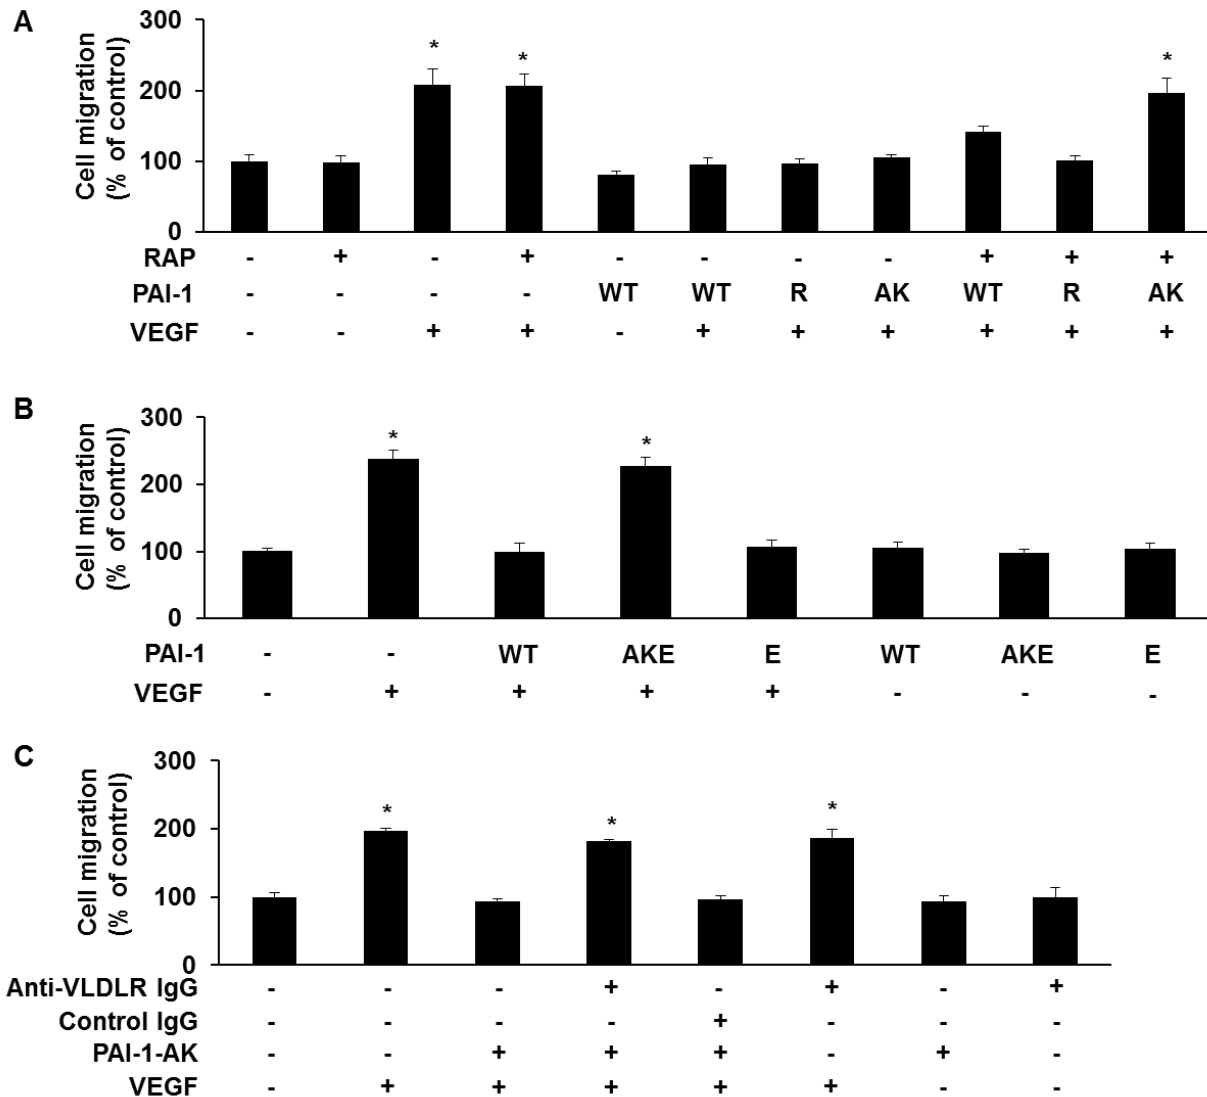 A
Cell migration
(% of control)
300
200
100
0
* * *
RAP - + - + - - - - + + +
PAI-1 - - - - WT WT R AK WT R AK
VEGF - - + + - + + + + + +
B
Cell migration
(% of control)
300
200
100
0
* *
PAI-1 - - WT AKE E WT AKE E
VEGF - + + + + - - -
C
Cell migration
(% of control)
300
200
100
0
* * *
Anti-VLDLR IgG - - - + - + - +
Control IgG - - - - + - - -
PAI-1-AK - - + + + - + -
VEGF - + + + + + - -